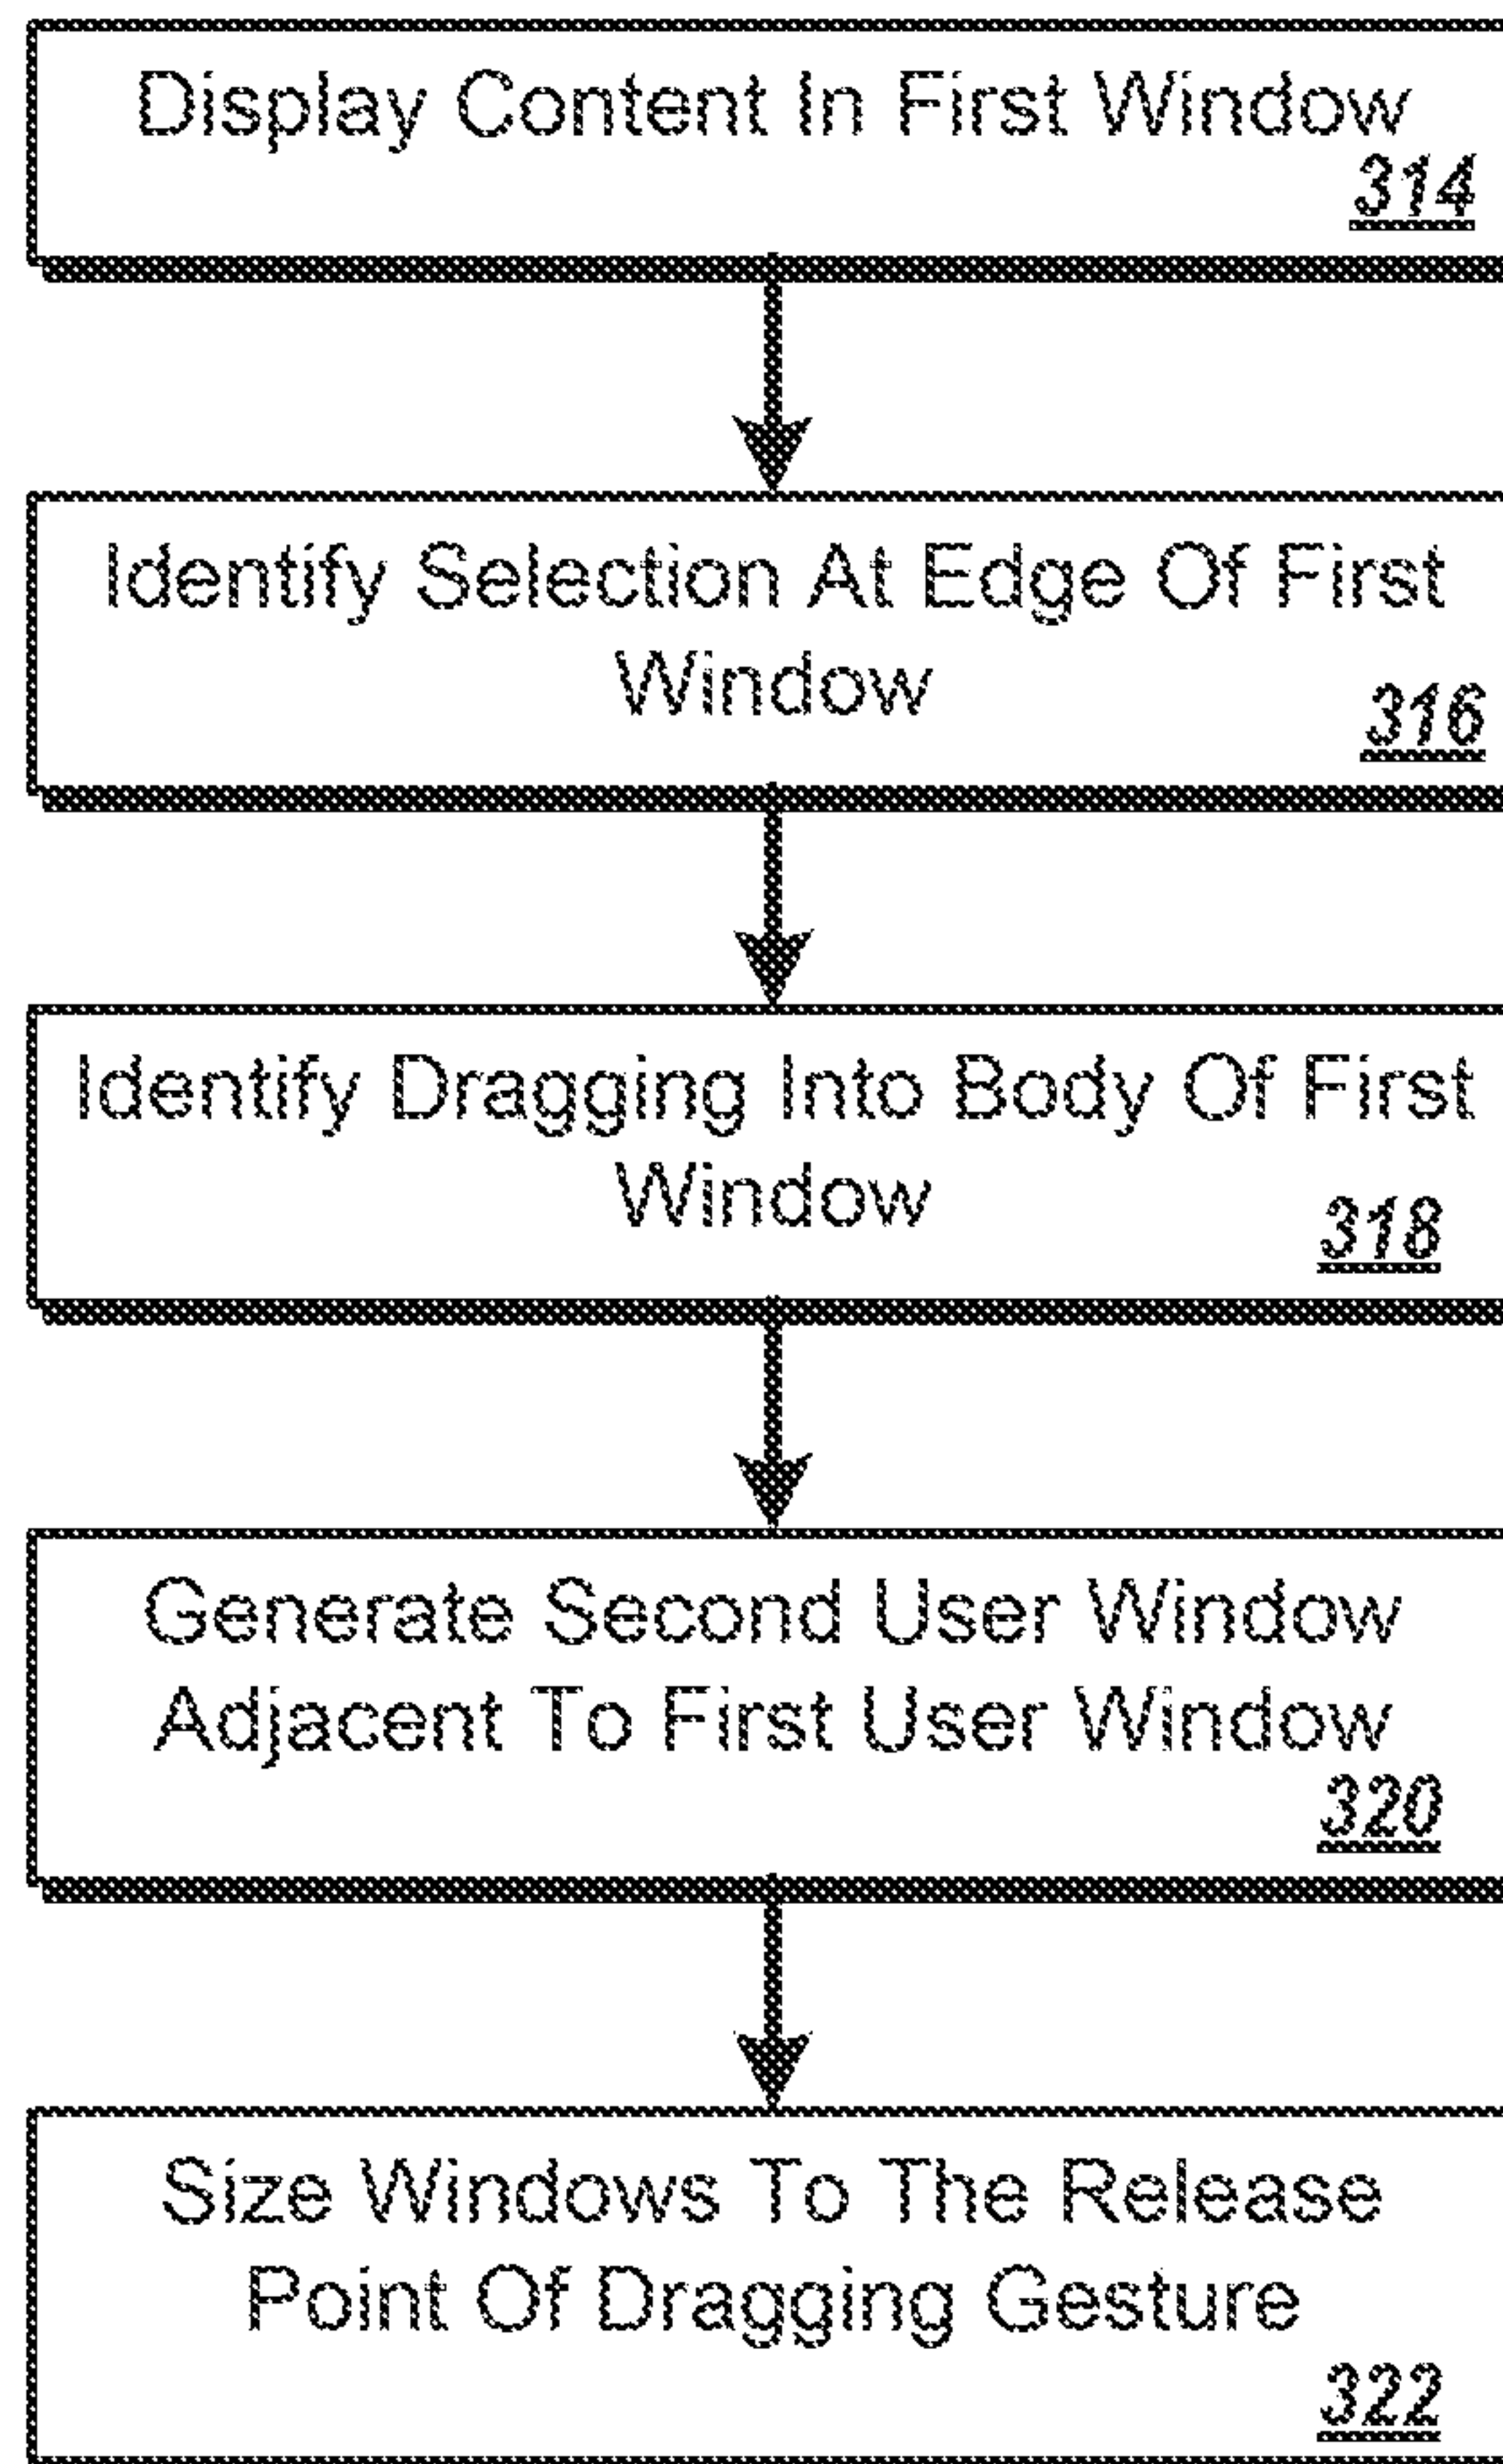 Display Content In First Window
314
Identify Selection At Edge Of First
Window
316
Identify Dragging Into Body Of First
Window
318
Generate Second User Window
Adjacent To First User Window
320
Size Windows To The Release
Point Of Dragging Gesture
322